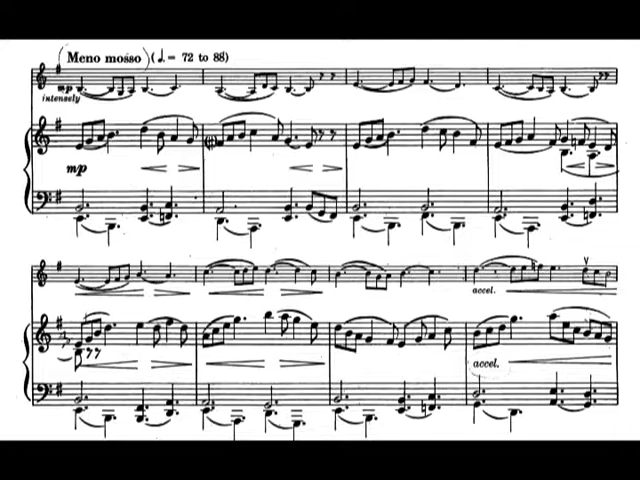 (Meno mosso) (♩. = 72 to 88)
mp
intensely
mp
accel.
accel.